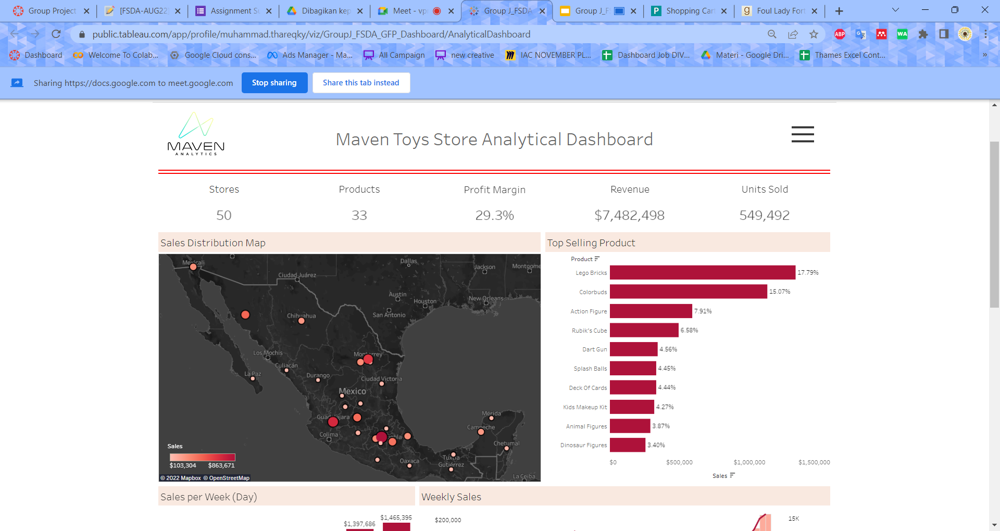 Group Project
[FSDA-AUG22]
Assignment Su
Dibagikan kep
Meet - vp
Group J_FSDA
Group J_F
Shopping Car
Foul Lady For
public.tableau.com/app/profile/muhammad.thareqky/viz/GroupJ_FSDA_GFP_Dashboard/AnalyticalDashboard
ABP
WA
Dashboard
Welcome To Colab...
Google Cloud cons...
Ads Manager - Ma...
All Campaign
new creative
IAC NOVEMBER PL...
Dashboard Job DIV...
Materi - Google Dri...
Thames Excel Cont...
»
Sharing https://docs.google.com to meet.google.com
Stop sharing
Share this tab instead
MAVEN
ANALYTICS
Maven Toys Store Analytical Dashboard
Stores
Products
Profit Margin
Revenue
Units Sold
50
33
29.3%
$7,482,498
549,492
Sales Distribution Map
Mexicali
Dallas
Jackson
Montgome
Ciudad Juárez
Austin
Houston
New Orleans
San Antonio
Chihuahua
Los Mochis
Culiacán
Monterrey
La Paz
Durango
Ciudad Victoria
Mexico
Mérida
Guadalajara
Campeche
Colima
Chetumal
Oaxaca
Tuxtla
Gutiérrez
La Ceiba
Sales
$103,304
$863,671
© 2022 Mapbox © OpenStreetMap
Top Selling Product
Product
Lego Bricks
17.79%
Colorbuds
15.07%
Action Figure
7.91%
Rubik's Cube
6.58%
Dart Gun
4.56%
Splash Balls
4.45%
Deck Of Cards
4.44%
Kids Makeup Kit
4.27%
Animal Figures
3.87%
Dinosaur Figures
3.40%
$0
$500,000
$1,000,000
$1,500,000
Sales
Sales per Week (Day)
$1,397,686
$1,465,395
Weekly Sales
$200,000
15K